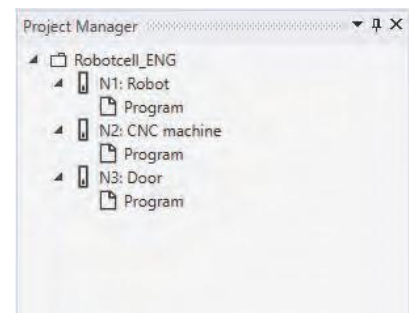 Project Manager
Robotcell_ENG
N1: Robot
Program
N2: CNC machine
Program
N3: Door
Program